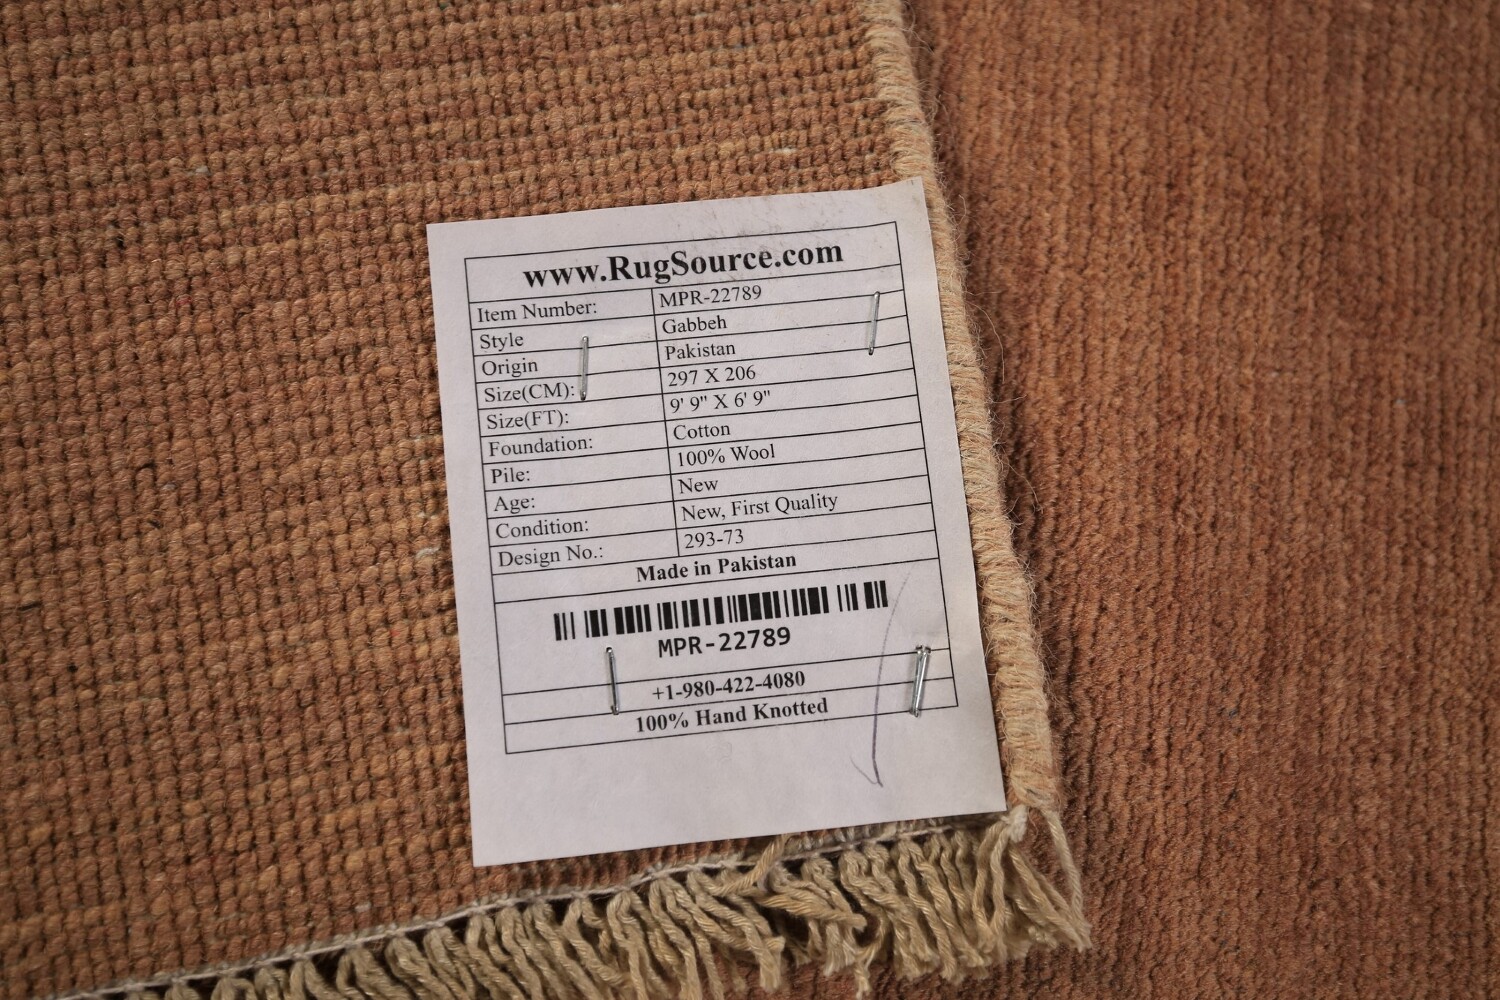 www.RugSource.com
Item Number: MPR-22789
Style Gabbeh
Origin Pakistan
Size(CM): 297 X 206
Size(FT): 9' 9" X 6' 9"
Foundation: Cotton
Pile: 100% Wool
Age: New
Condition: New, First Quality
Design No.: 293-73
Made in Pakistan
MPR-22789
+1-980-422-4080
100% Hand Knotted